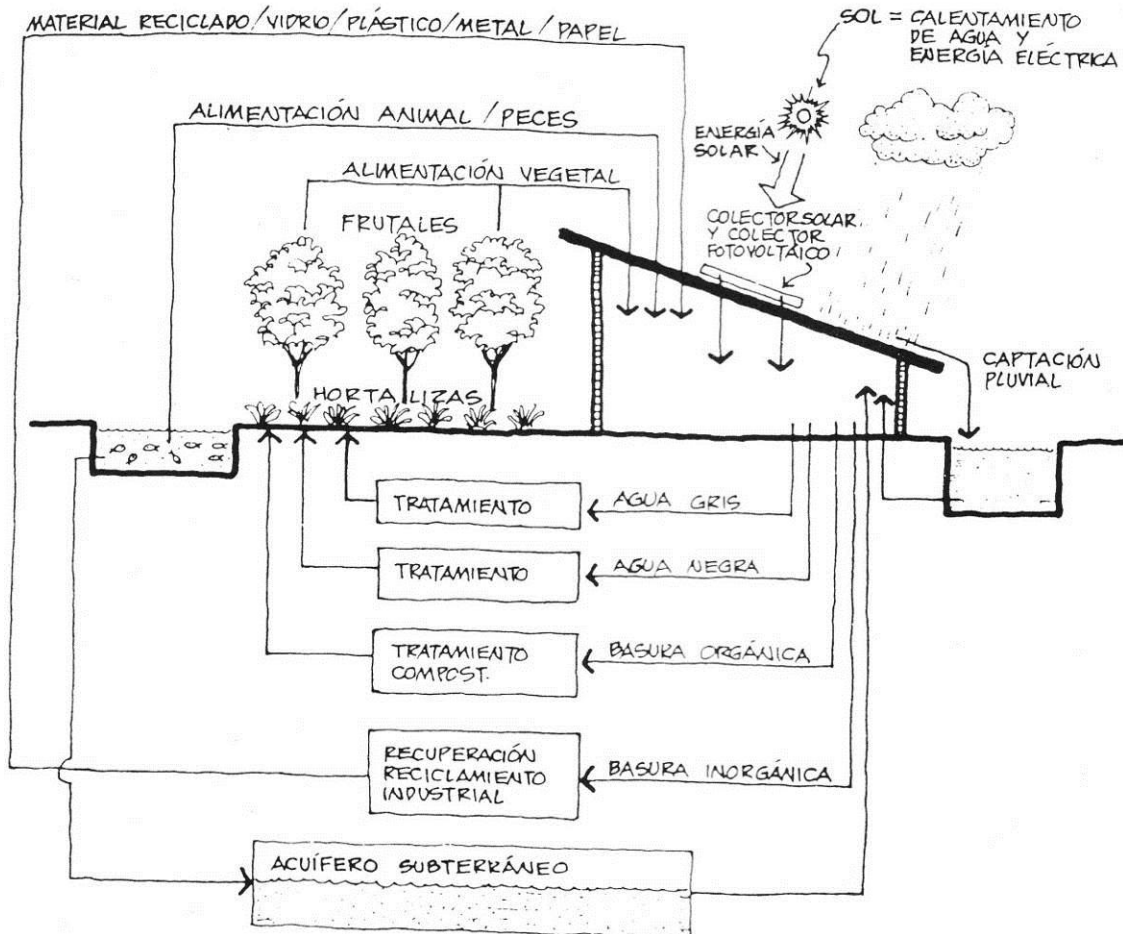 MATERIAL RECICLADO/VIDRIO/PLÁSTICO/METAL/PAPEL
SOL = CALENTAMIENTO
DE AGUA Y
ENERGÍA ELÉCTRICA
ALIMENTACIÓN ANIMAL / PECES
ENERGÍA
SOLAR
ALIMENTACIÓN VEGETAL
FRUTALES
COLECTOR SOLAR
Y COLECTOR
FOTOVOLTAICO
CAPTACIÓN
PLUVIAL
HORTALIZAS
TRATAMIENTO
AGUA GRIS
TRATAMIENTO
AGUA NEGRA
TRATAMIENTO
COMPOST.
BASURA ORGÁNICA
RECUPERACIÓN
RECICLAMIENTO
INDUSTRIAL
BASURA INORGÁNICA
ACUÍFERO SUBTERRÁNEO